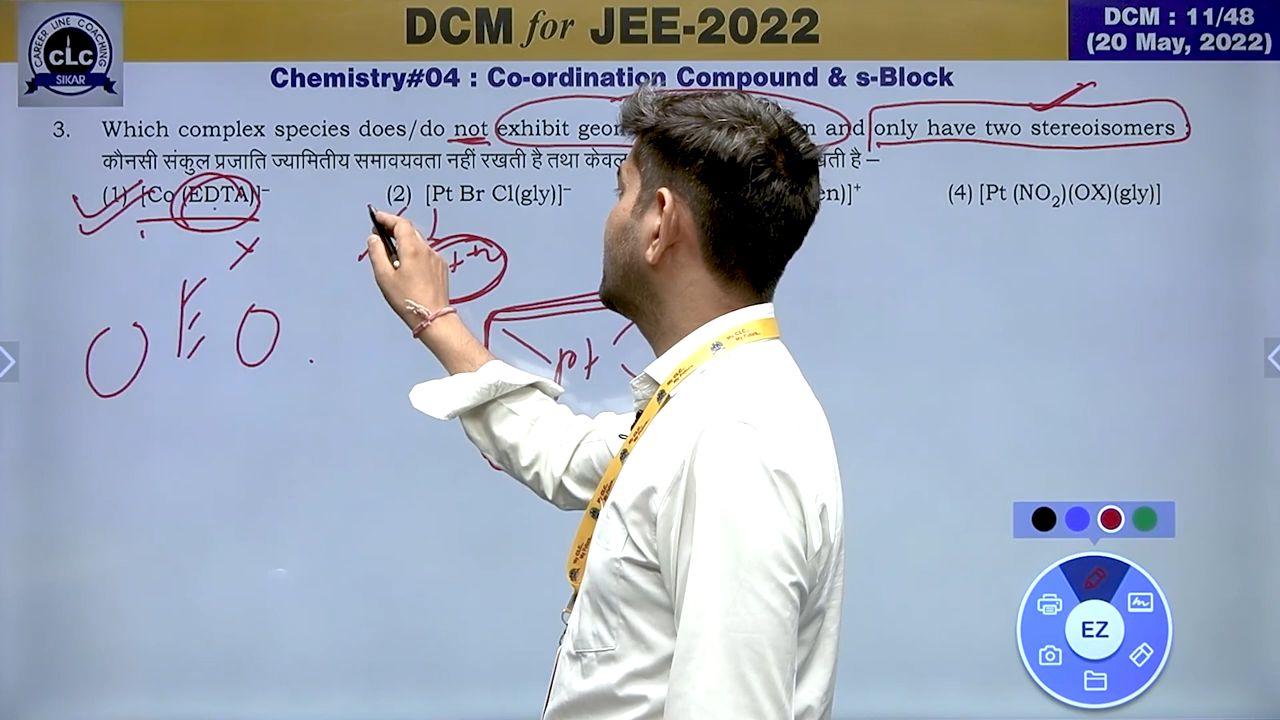 DCM for JEE-2022
DCM : 11/48
(20 May, 2022)
CAREER LINE COACHING
CLC
SIKAR
Chemistry#04 : Co-ordination Compound & s-Block
3. Which complex species does/do not exhibit geo and only have two stereoisomers :
कौनसी संकुल प्रजाति ज्यामितीय समावयवता नहीं रखती है तथा केवल है –
(1) [Co (EDTA)]⁻ (2) [Pt Br Cl(gly)]⁻ en)]⁺ (4) [Pt (NO₂)(OX)(gly)]
pt
EZ